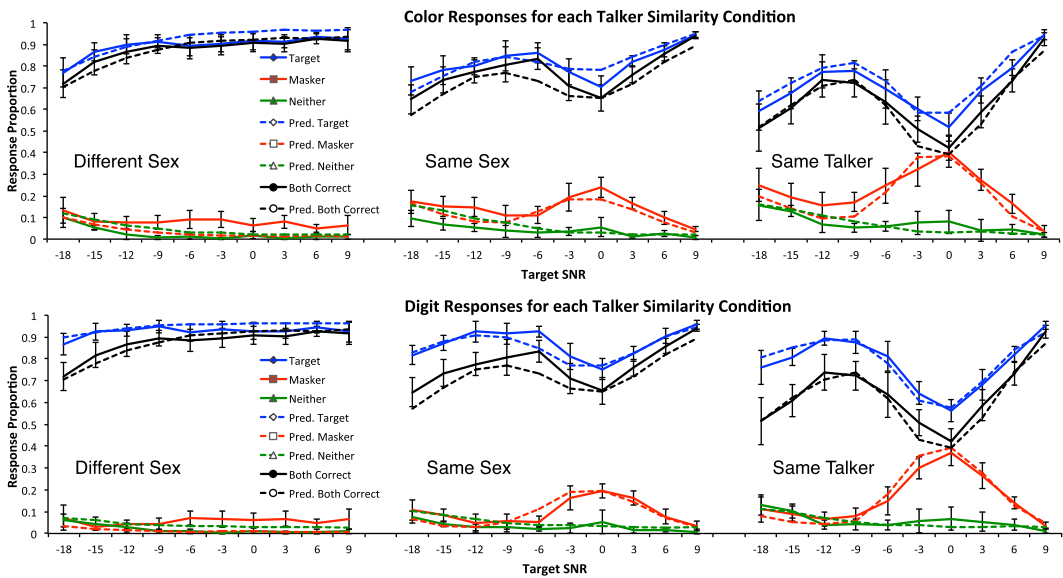 Color Responses for each Talker Similarity Condition
Response Proportion
1
0.9
0.8
0.7
0.6
0.5
0.4
0.3
0.2
0.1
0
Target
Masker
Neither
Pred. Target
Pred. Masker
Pred. Neither
Both Correct
Pred. Both Correct
Different Sex
Same Sex
Same Talker
-18 -15 -12 -9 -6 -3 0 3 6 9 -18 -15 -12 -9 -6 -3 0 3 6 9 -18 -15 -12 -9 -6 -3 0 3 6 9
Target SNR
Digit Responses for each Talker Similarity Condition
Response Proportion
1
0.9
0.8
0.7
0.6
0.5
0.4
0.3
0.2
0.1
0
Target
Masker
Neither
Pred. Target
Pred. Masker
Pred. Neither
Both Correct
Pred. Both Correct
Different Sex
Same Sex
Same Talker
-18 -15 -12 -9 -6 -3 0 3 6 9 -18 -15 -12 -9 -6 -3 0 3 6 9 -18 -15 -12 -9 -6 -3 0 3 6 9
Target SNR